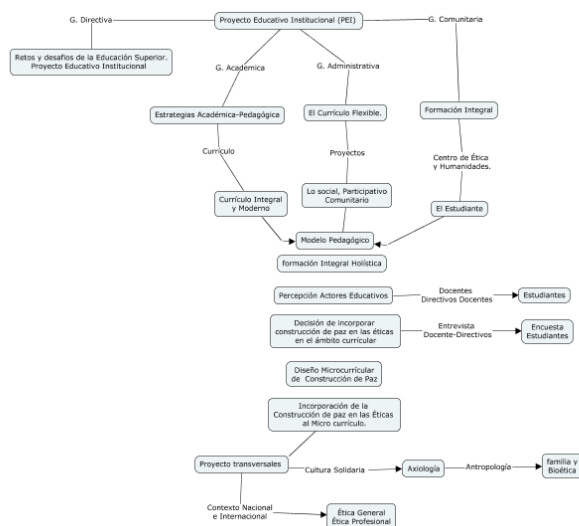 G. Directiva
Proyecto Educativo Institucional (PEI)
G. Comunitaria
Retos y desafios de la Educación Superior.
Proyecto Educativo Institucional
G. Academica
G. Administrativa
Estrategias Académica-Pedagógica
El Currículo Flexible.
Formación Integral
Currículo
Proyectos
Centro de Ética
y Humanidades.
Currículo Integral
y Moderno
Lo social, Participativo
Comunitario
El Estudiante
Modelo Pedagógico
formación Integral Holística
Percepción Actores Educativos
Docentes
Directivos Docentes
Estudiantes
Decisión de incorporar
construcción de paz en las éticas
en el ámbito currícular
Entrevista
Docente-Directivos
Encuesta
Estudiantes
Diseño Microcurrícular
de Construcción de Paz
Incorporación de la
Construcción de paz en las Éticas
al Micro currículo.
Proyecto transversales
Cultura Solidaria
Axiología
Antropología
familia y
Bioética
Contexto Nacional
e Internacional
Ética General
Ética Profesional